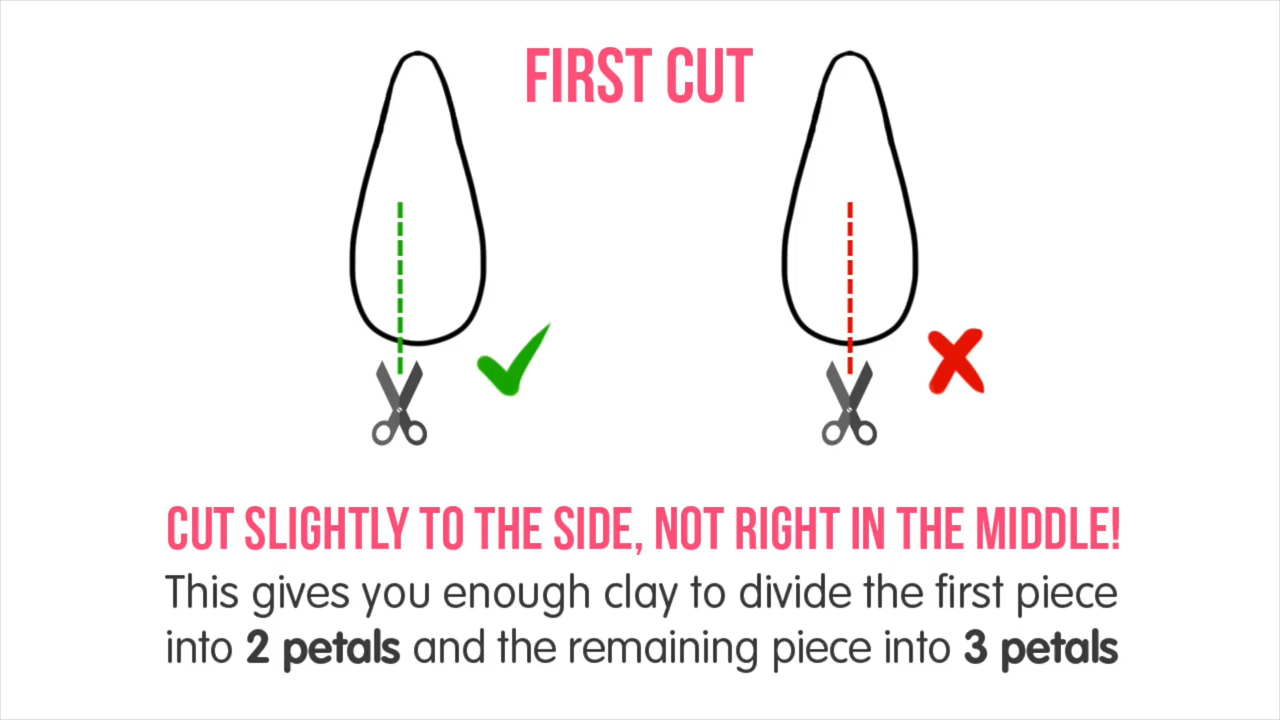 FIRST CUT
CUT SLIGHTLY TO THE SIDE, NOT RIGHT IN THE MIDDLE!
This gives you enough clay to divide the first piece
into 2 petals and the remaining piece into 3 petals